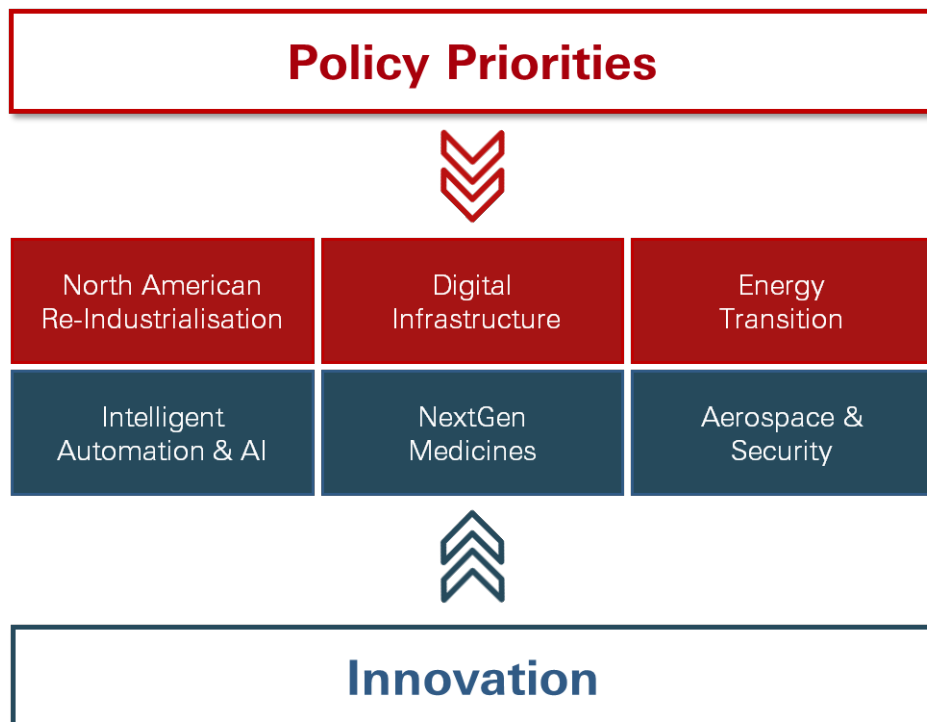 Policy Priorities
North American
Re-Industrialisation
Digital
Infrastructure
Energy
Transition
Intelligent
Automation & AI
NextGen
Medicines
Aerospace &
Security
Innovation